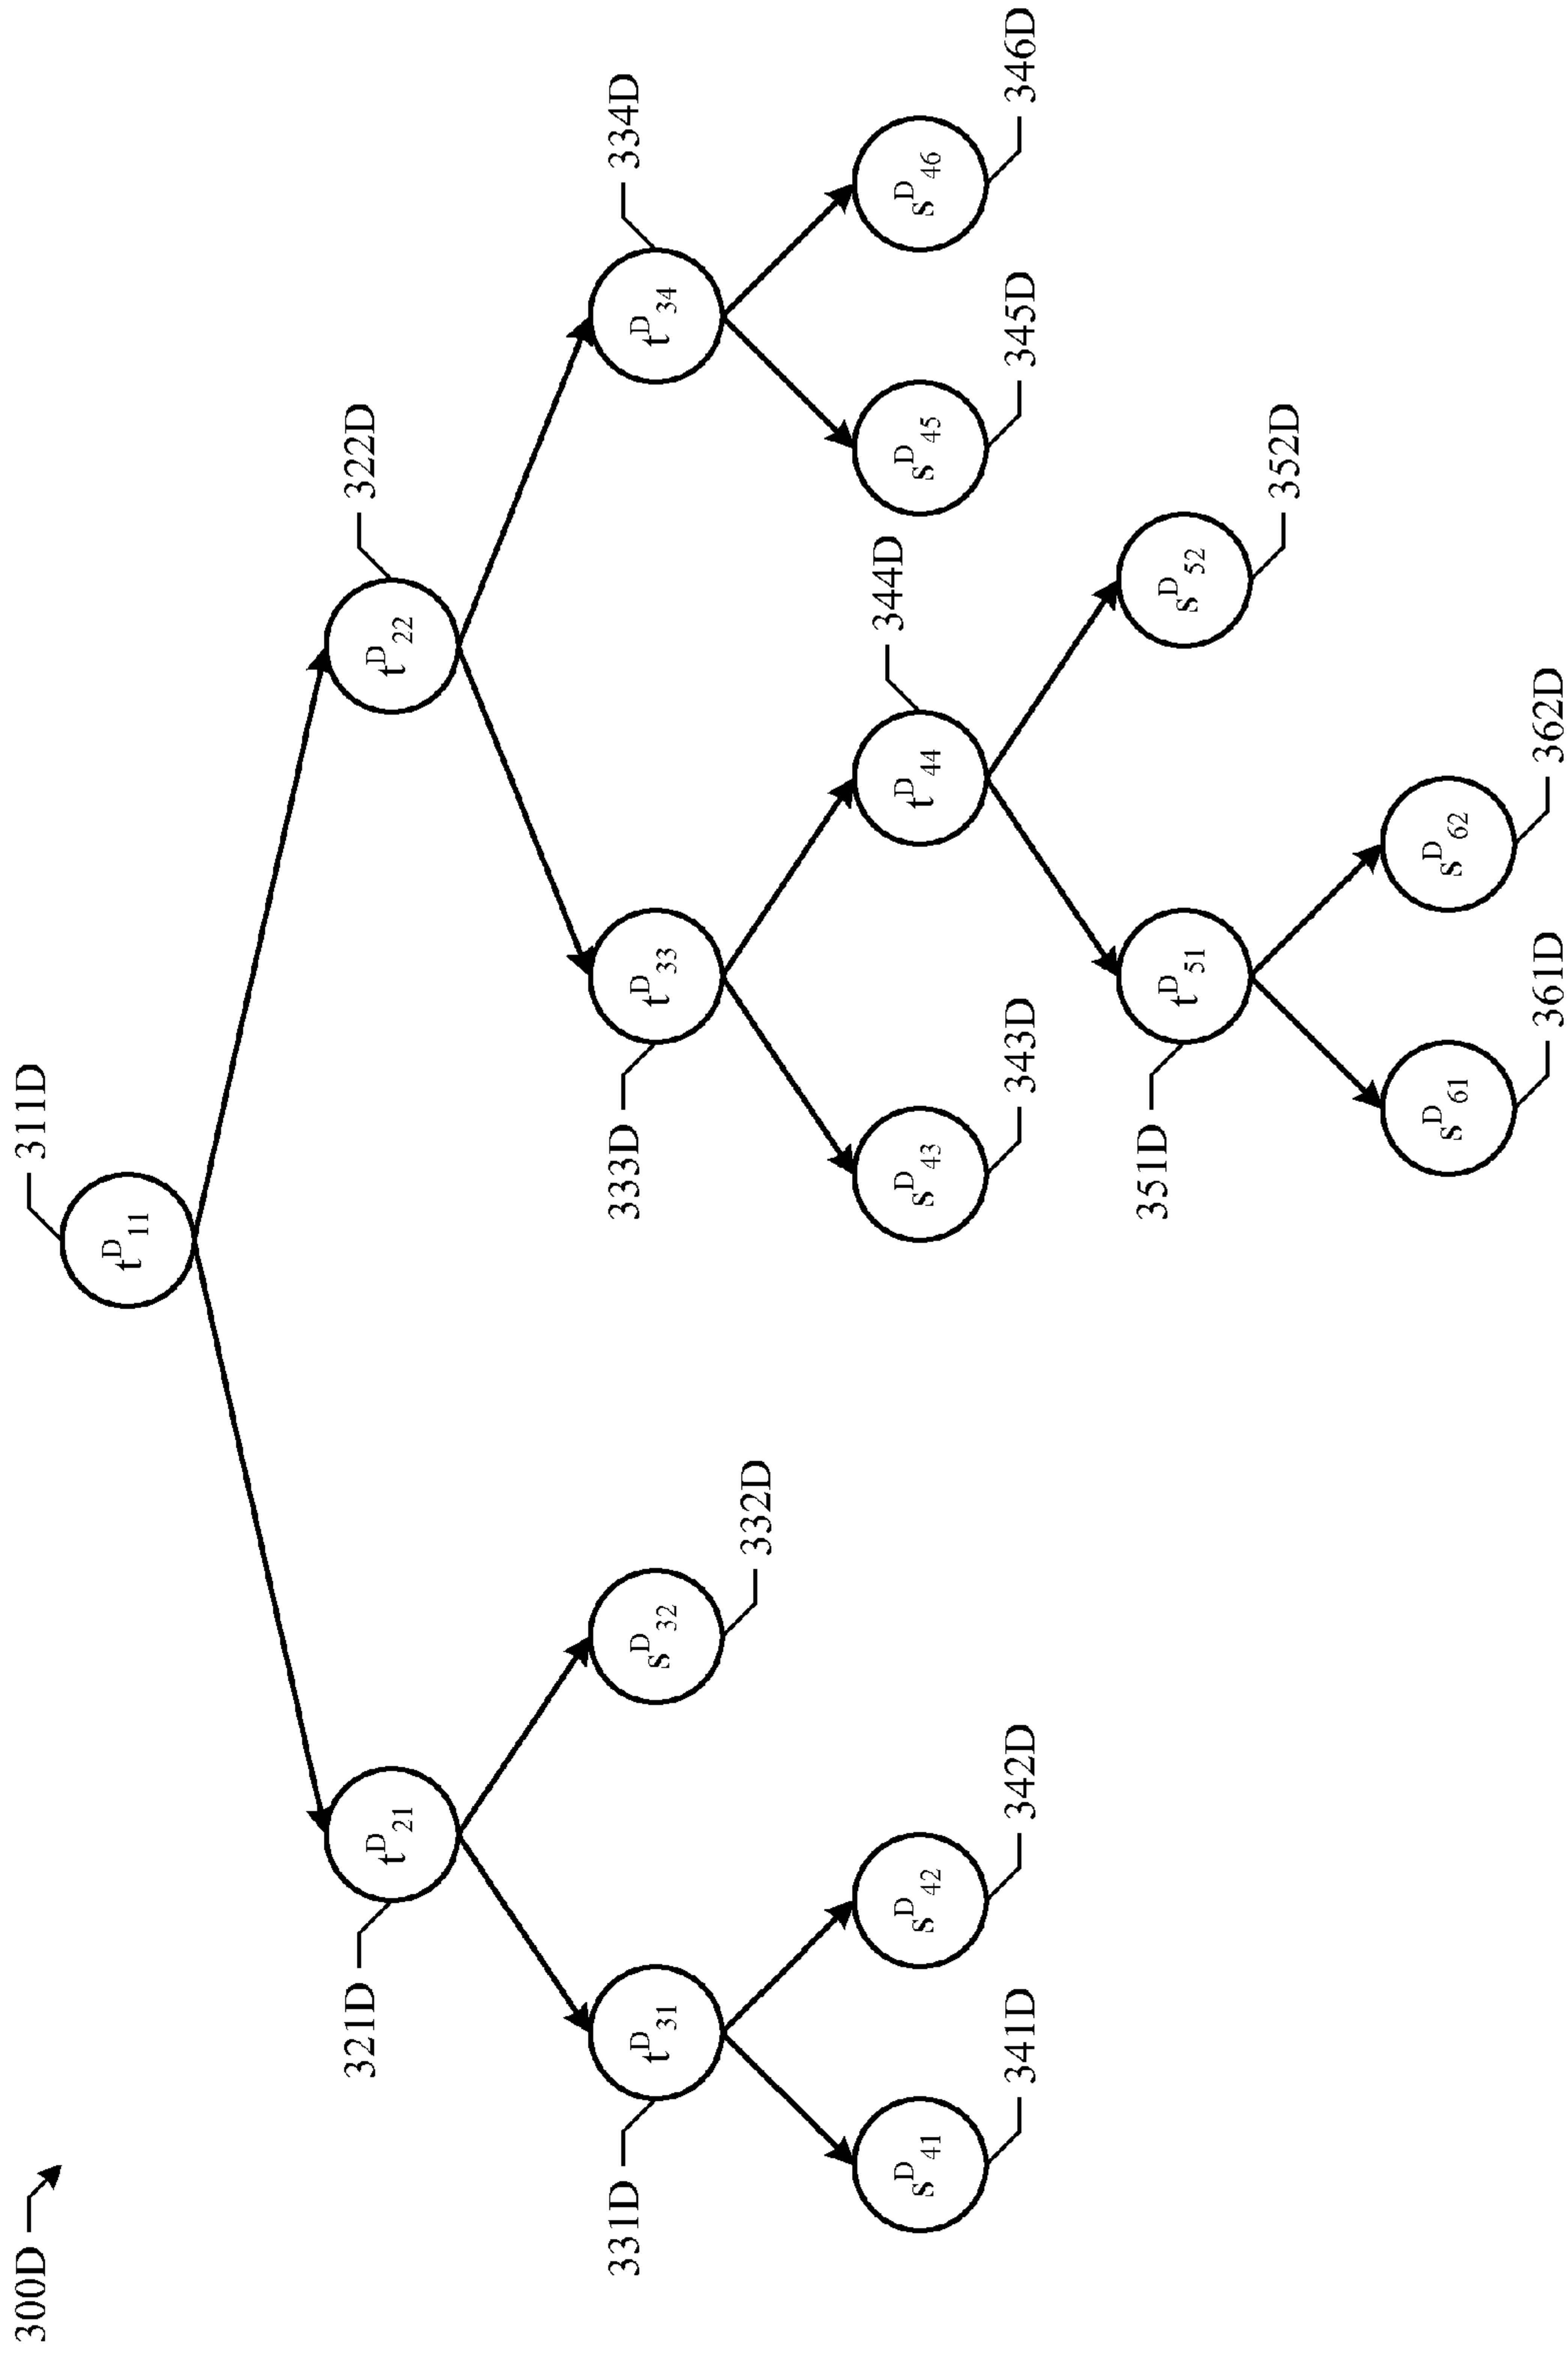 300D
311D
t^D_11
321D
t^D_21
322D
t^D_22
331D
t^D_31
s^D_32
332D
333D
t^D_33
334D
t^D_34
s^D_41
341D
s^D_42
342D
s^D_43
343D
344D
t^D_44
s^D_45
345D
s^D_46
346D
351D
t^D_51
s^D_52
352D
s^D_61
361D
s^D_62
362D